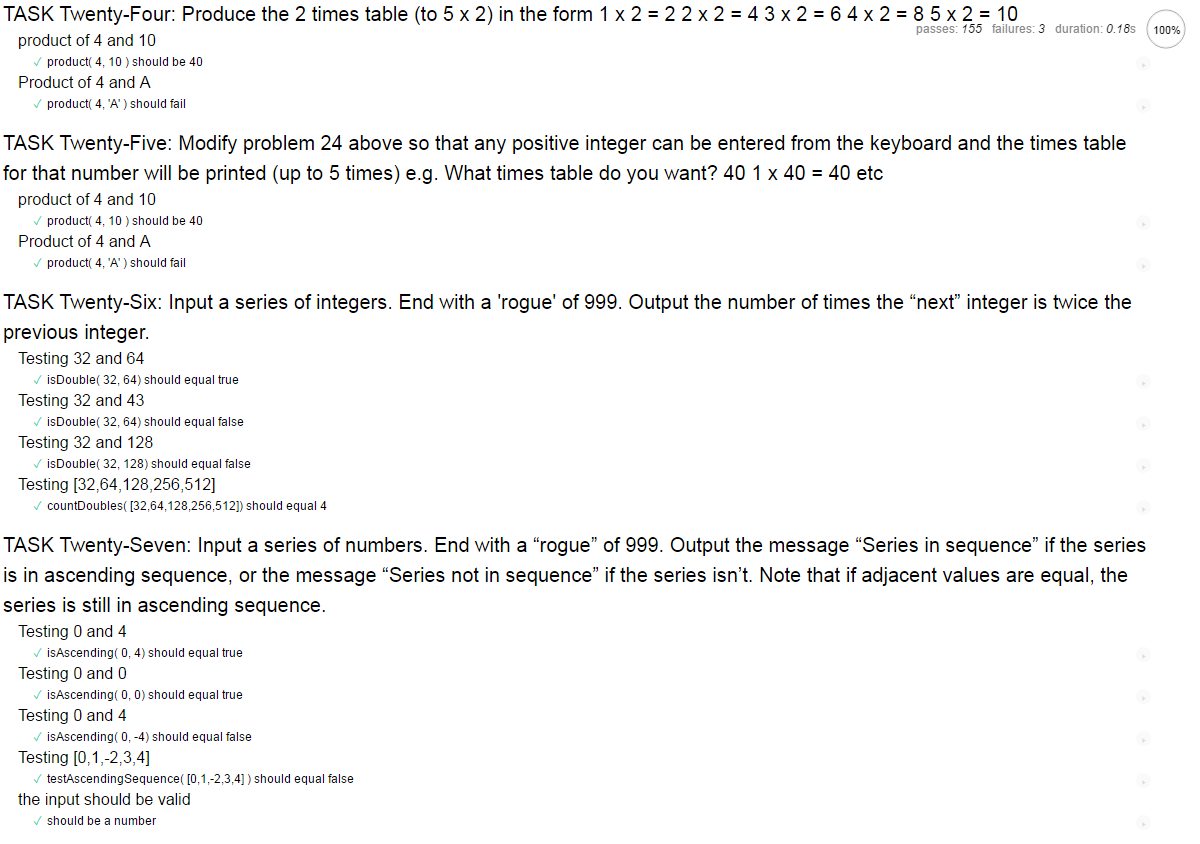 TASK Twenty-Four: Produce the 2 times table (to 5 x 2) in the form 1 x 2 = 2 2 x 2 = 4 3 x 2 = 6 4 x 2 = 8 5 x 2 = 10
passes: 155 failures: 3 duration: 0.18s 100%
product of 4 and 10
✓ product( 4, 10 ) should be 40
Product of 4 and A
✓ product( 4, 'A' ) should fail
TASK Twenty-Five: Modify problem 24 above so that any positive integer can be entered from the keyboard and the times table
for that number will be printed (up to 5 times) e.g. What times table do you want? 40 1 x 40 = 40 etc
product of 4 and 10
✓ product( 4, 10 ) should be 40
Product of 4 and A
✓ product( 4, 'A' ) should fail
TASK Twenty-Six: Input a series of integers. End with a 'rogue' of 999. Output the number of times the “next” integer is twice the
previous integer.
Testing 32 and 64
✓ isDouble( 32, 64) should equal true
Testing 32 and 43
✓ isDouble( 32, 64) should equal false
Testing 32 and 128
✓ isDouble( 32, 128) should equal false
Testing [32,64,128,256,512]
✓ countDoubles( [32,64,128,256,512]) should equal 4
TASK Twenty-Seven: Input a series of numbers. End with a “rogue” of 999. Output the message “Series in sequence” if the series
is in ascending sequence, or the message “Series not in sequence” if the series isn’t. Note that if adjacent values are equal, the
series is still in ascending sequence.
Testing 0 and 4
✓ isAscending( 0, 4) should equal true
Testing 0 and 0
✓ isAscending( 0, 0) should equal true
Testing 0 and 4
✓ isAscending( 0, -4) should equal false
Testing [0,1,-2,3,4]
✓ testAscendingSequence( [0,1,-2,3,4] ) should equal false
the input should be valid
✓ should be a number